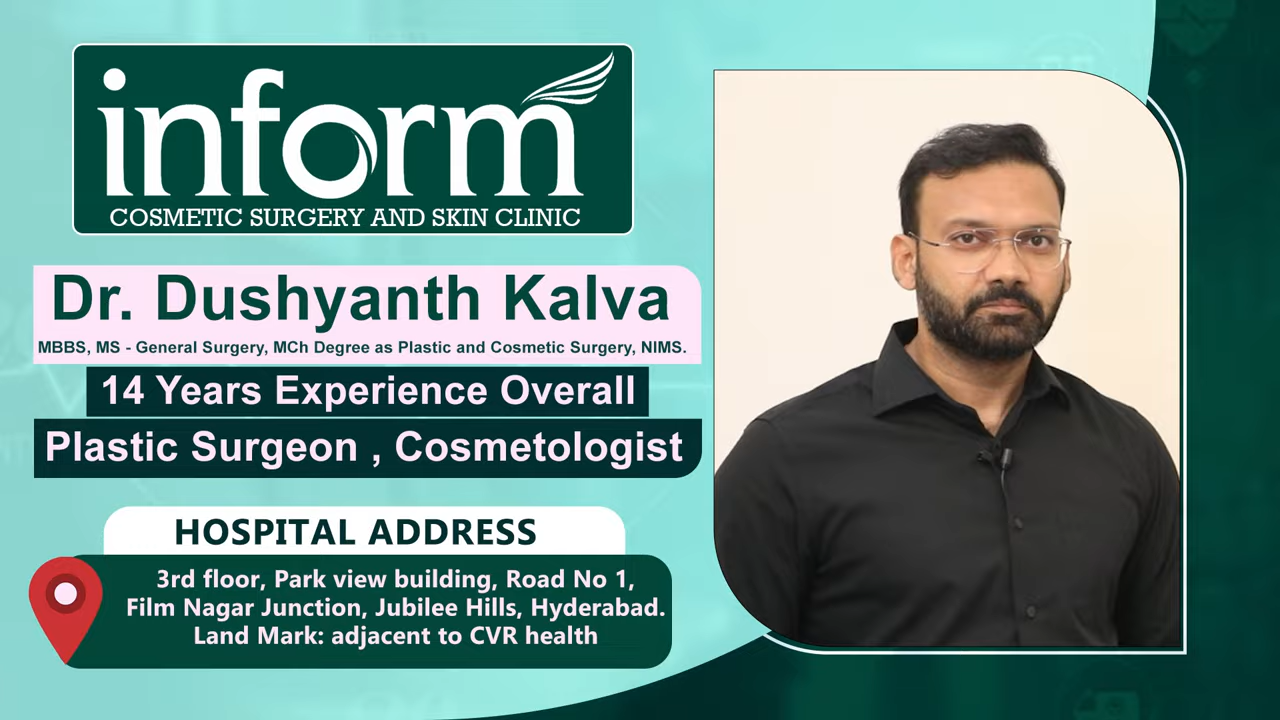 inform
COSMETIC SURGERY AND SKIN CLINIC
Dr. Dushyanth Kalva
MBBS, MS - General Surgery, MCh Degree as Plastic and Cosmetic Surgery, NIMS.
14 Years Experience Overall
Plastic Surgeon , Cosmetologist
HOSPITAL ADDRESS
3rd floor, Park view building, Road No 1,
Film Nagar Junction, Jubilee Hills, Hyderabad.
Land Mark: adjacent to CVR health